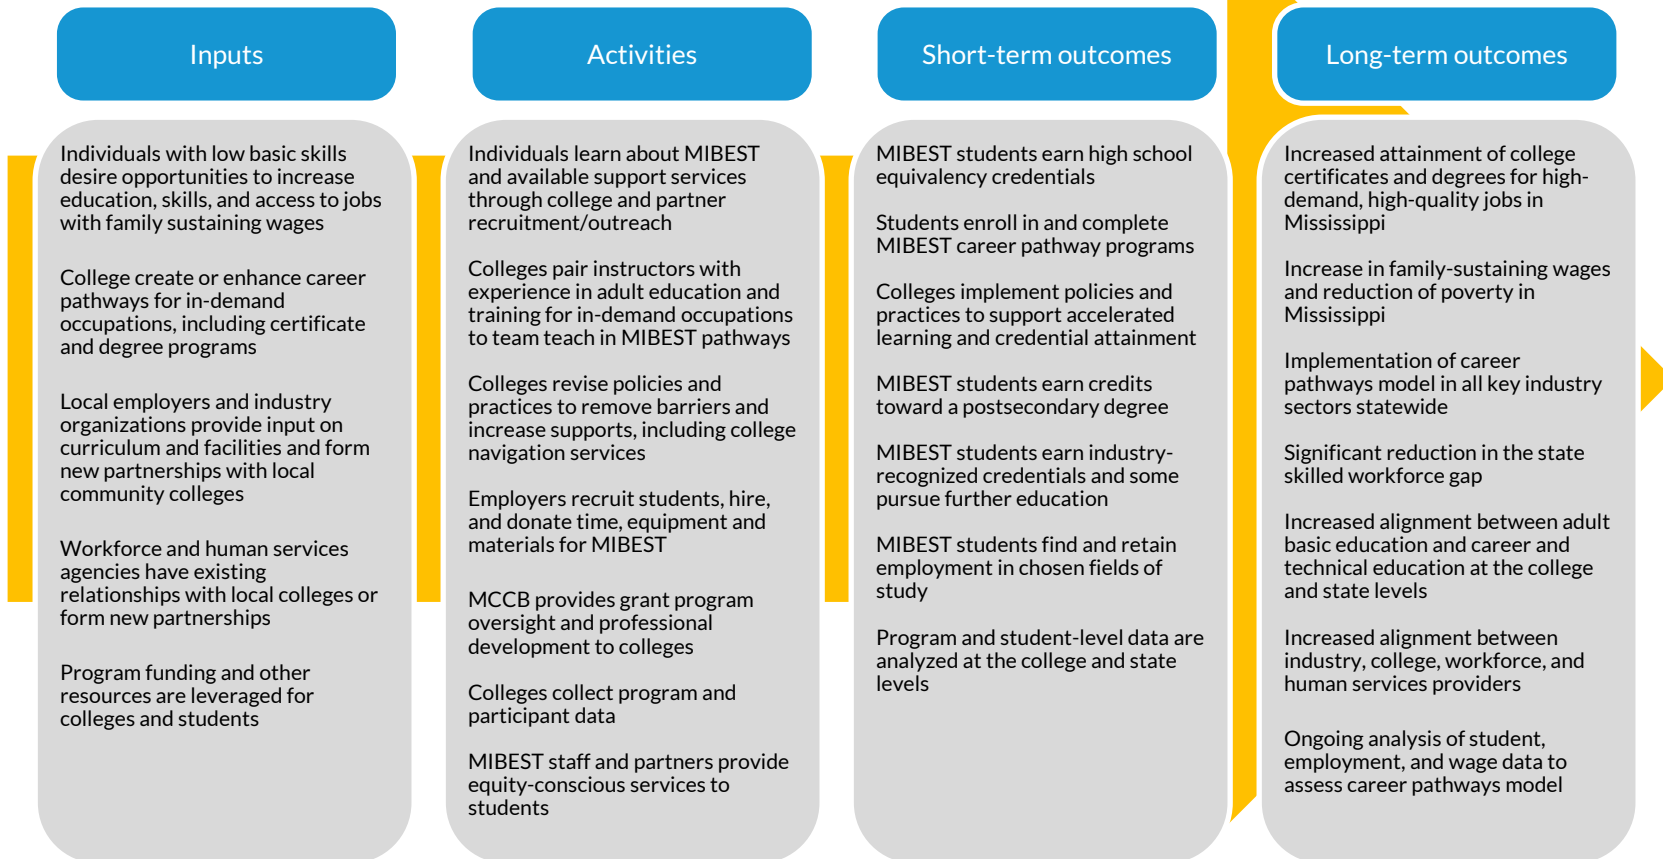 Inputs
Individuals with low basic skills
desire opportunities to increase
education, skills, and access to jobs
with family sustaining wages
College create or enhance career
pathways for in-demand
occupations, including certificate
and degree programs
Local employers and industry
organizations provide input on
curriculum and facilities and form
new partnerships with local
community colleges
Workforce and human services
agencies have existing
relationships with local colleges or
form new partnerships
Program funding and other
resources are leveraged for
colleges and students
Activities
Individuals learn about MIBEST
and available support services
through college and partner
recruitment/outreach
Colleges pair instructors with
experience in adult education and
training for in-demand occupations
to team teach in MIBEST pathways
Colleges revise policies and
practices to remove barriers and
increase supports, including college
navigation services
Employers recruit students, hire,
and donate time, equipment and
materials for MIBEST
MCCB provides grant program
oversight and professional
development to colleges
Colleges collect program and
participant data
MIBEST staff and partners provide
equity-conscious services to
students
Short-term outcomes
MIBEST students earn high school
equivalency credentials
Students enroll in and complete
MIBEST career pathway programs
Colleges implement policies and
practices to support accelerated
learning and credential attainment
MIBEST students earn credits
toward a postsecondary degree
MIBEST students earn industry-
recognized credentials and some
pursue further education
MIBEST students find and retain
employment in chosen fields of
study
Program and student-level data are
analyzed at the college and state
levels
Long-term outcomes
Increased attainment of college
certificates and degrees for high-
demand, high-quality jobs in
Mississippi
Increase in family-sustaining wages
and reduction of poverty in
Mississippi
Implementation of career
pathways model in all key industry
sectors statewide
Significant reduction in the state
skilled workforce gap
Increased alignment between adult
basic education and career and
technical education at the college
and state levels
Increased alignment between
industry, college, workforce, and
human services providers
Ongoing analysis of student,
employment, and wage data to
assess career pathways model